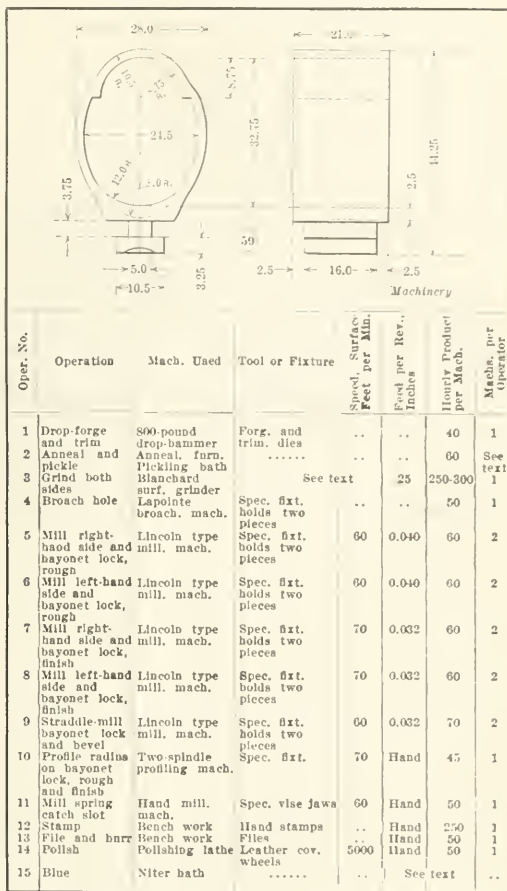 28.0
21.0
10.5 R.
8.75
24.5
32.75
44.25
3.75
12.0 R.
2.5
59
5.0
10.5
3.25
2.5
16.0
2.5
Machinery
Oper. No.
Operation
Mach. Used
Tool or Fixture
Speed, Surface Feet per Min.
Feed per Rev., Inches
Hourly Product per Mach.
Machs. per Operator
1 Drop-forge 800-pound Forg. and .. .. 40 1
and trim drop-hammer trim. dies
2 Anneal and Anneal. furn. ...... .. .. 60 See
pickle Pickling bath text
3 Grind both Blanchard See text 25 250-300 1
sides surf. grinder
4 Broach hole Lapointe Spec. fixt. .. .. 50 1
broach. mach. holds two
pieces
5 Mill right- Lincoln type Spec. fixt. 60 0.040 60 2
hand side and mill. mach. holds two
bayonet lock, pieces
rough
6 Mill left-hand Lincoln type Spec. fixt. 60 0.040 60 2
side and mill. mach. holds two
bayonet lock, pieces
rough
7 Mill right- Lincoln type Spec. fixt. 70 0.032 60 2
hand side and mill. mach. holds two
bayonet lock, pieces
finish
8 Mill left-hand Lincoln type Spec. fixt. 70 0.032 60 2
side and mill. mach. holds two
bayonet lock, pieces
finish
9 Straddle-mill Lincoln type Spec. fixt. 60 0.032 70 2
bayonet lock mill. mach. holds two
and bevel pieces
10 Profile radius Two-spindle Spec. fixt. 70 Hand 45 1
on bayonet profiling mach.
lock, rough
and finish
11 Mill spring Hand mill. Spec. vise jaws 60 Hand 50 1
catch slot mach.
12 Stamp Bench work Hand stamps .. Hand 250 1
13 File and burr Bench work Files .. Hand 50 1
14 Polish Polishing lathe Leather cov. 5000 Hand 50 1
wheels
15 Blue Niter bath ...... .. See text ..